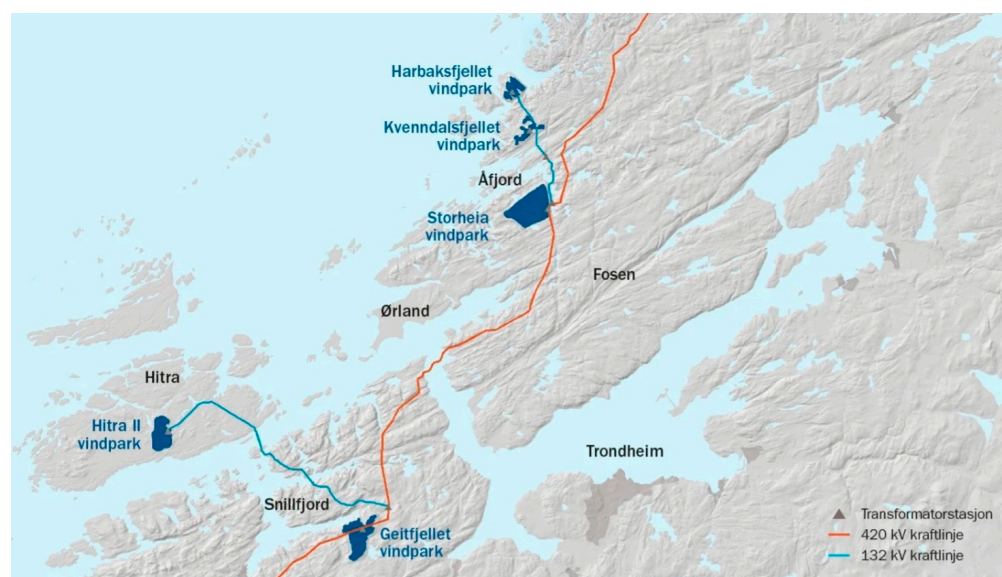 Harbaksfjellet
vindpark
Kvenndalsfjellet
vindpark
Åfjord
Storheia
vindpark
Fosen
Ørland
Hitra
Hitra II
vindpark
Trondheim
Snillfjord
Geitfjellet
vindpark
Transformatorstasjon
420 kV kraftlinje
132 kV kraftlinje